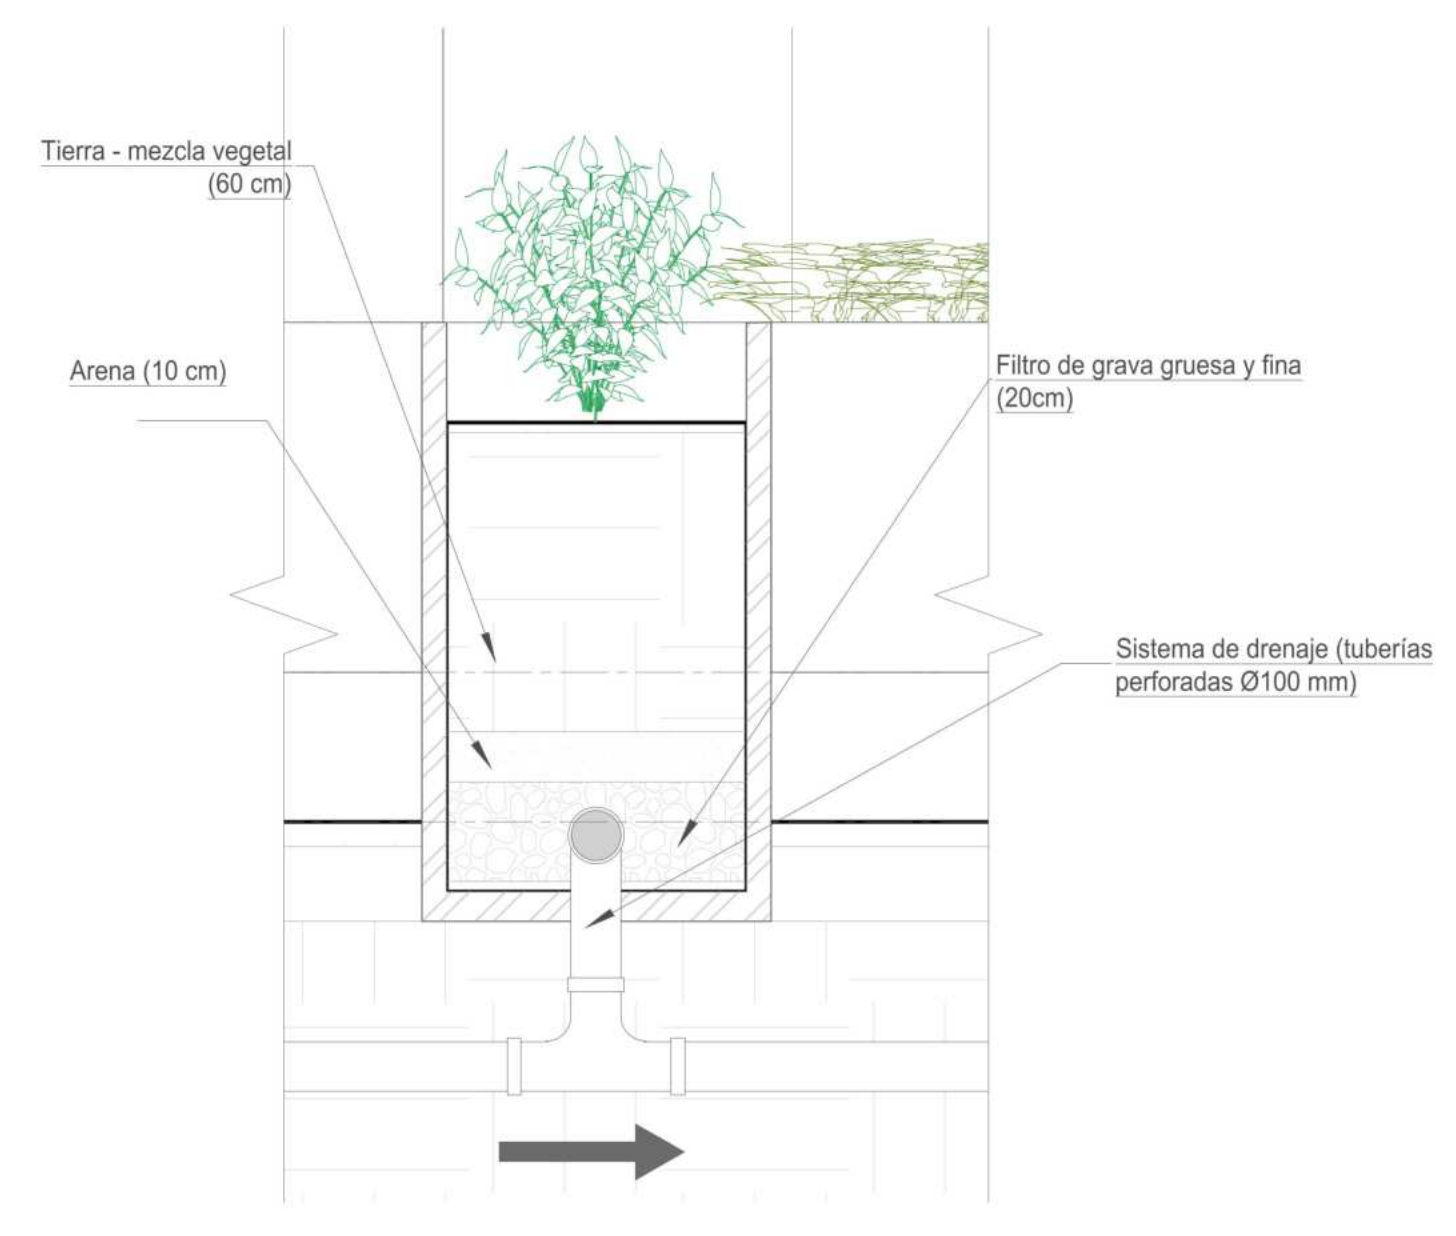 Tierra - mezcla vegetal
(60 cm)
Arena (10 cm)
Filtro de grava gruesa y fina
(20cm)
Sistema de drenaje (tuberías
perforadas Ø100 mm)